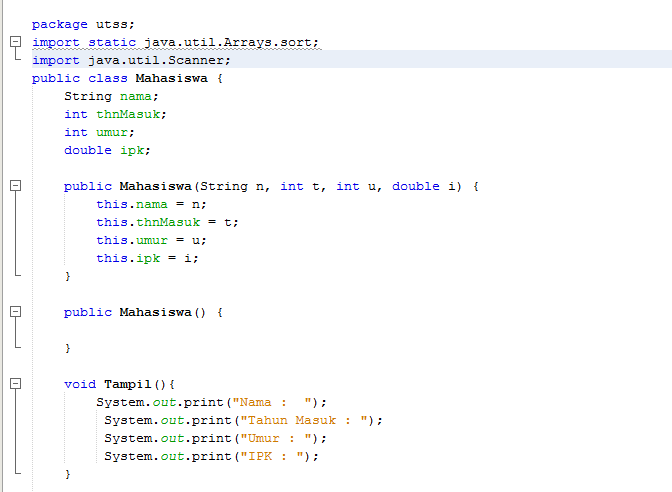 package utss;
import static java.util.Arrays.sort;
import java.util.Scanner;
public class Mahasiswa {
    String nama;
    int thnMasuk;
    int umur;
    double ipk;

    public Mahasiswa(String n, int t, int u, double i) {
        this.nama = n;
        this.thnMasuk = t;
        this.umur = u;
        this.ipk = i;
    }

    public Mahasiswa() {

    }

    void Tampil(){
        System.out.print("Nama :  ");
         System.out.print("Tahun Masuk : ");
         System.out.print("Umur : ");
         System.out.print("IPK : ");
    }